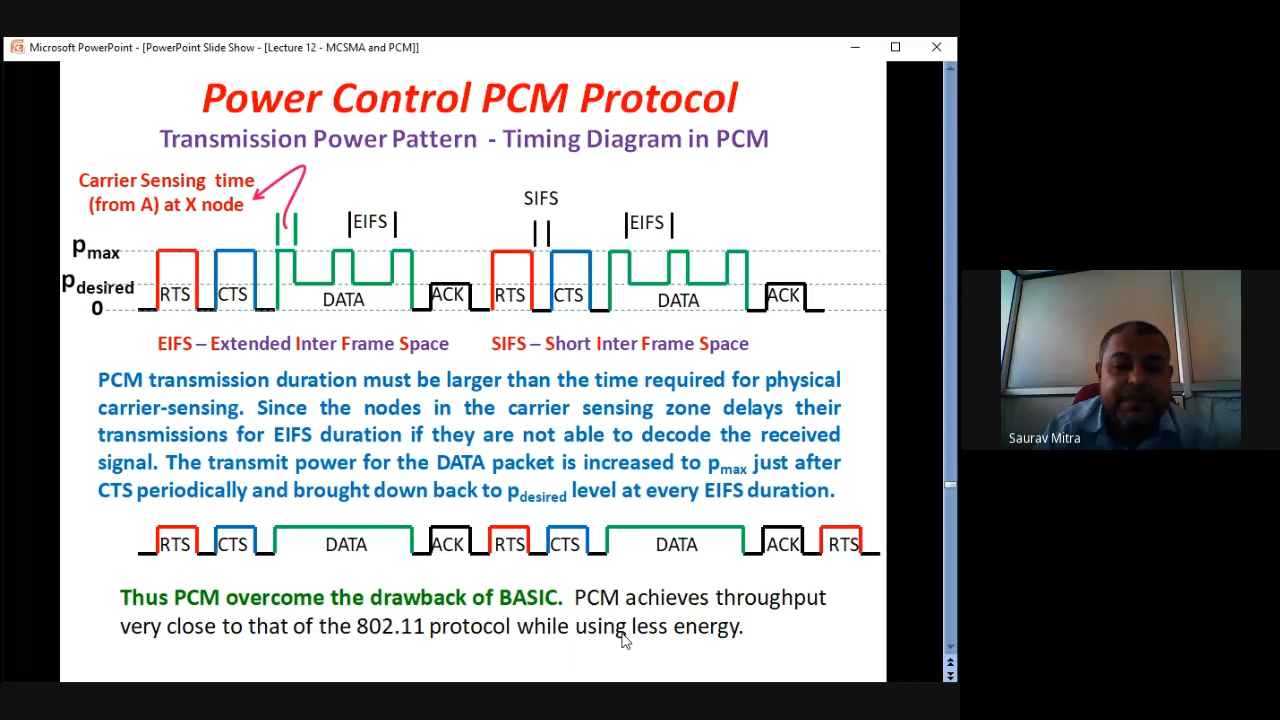 Microsoft PowerPoint - [PowerPoint Slide Show - [Lecture 12 - MCSMA and PCM]]
Power Control PCM Protocol
Transmission Power Pattern - Timing Diagram in PCM
Carrier Sensing time
(from A) at X node
SIFS
EIFS
EIFS
pmax
pdesired
0
RTS CTS DATA ACK RTS CTS DATA ACK
EIFS – Extended Inter Frame Space
SIFS – Short Inter Frame Space
PCM transmission duration must be larger than the time required for physical
carrier-sensing. Since the nodes in the carrier sensing zone delays their
transmissions for EIFS duration if they are not able to decode the received
signal. The transmit power for the DATA packet is increased to pmax just after
CTS periodically and brought down back to pdesired level at every EIFS duration.
RTS CTS DATA ACK RTS CTS DATA ACK RTS
Thus PCM overcome the drawback of BASIC. PCM achieves throughput
very close to that of the 802.11 protocol while using less energy.
Saurav Mitra